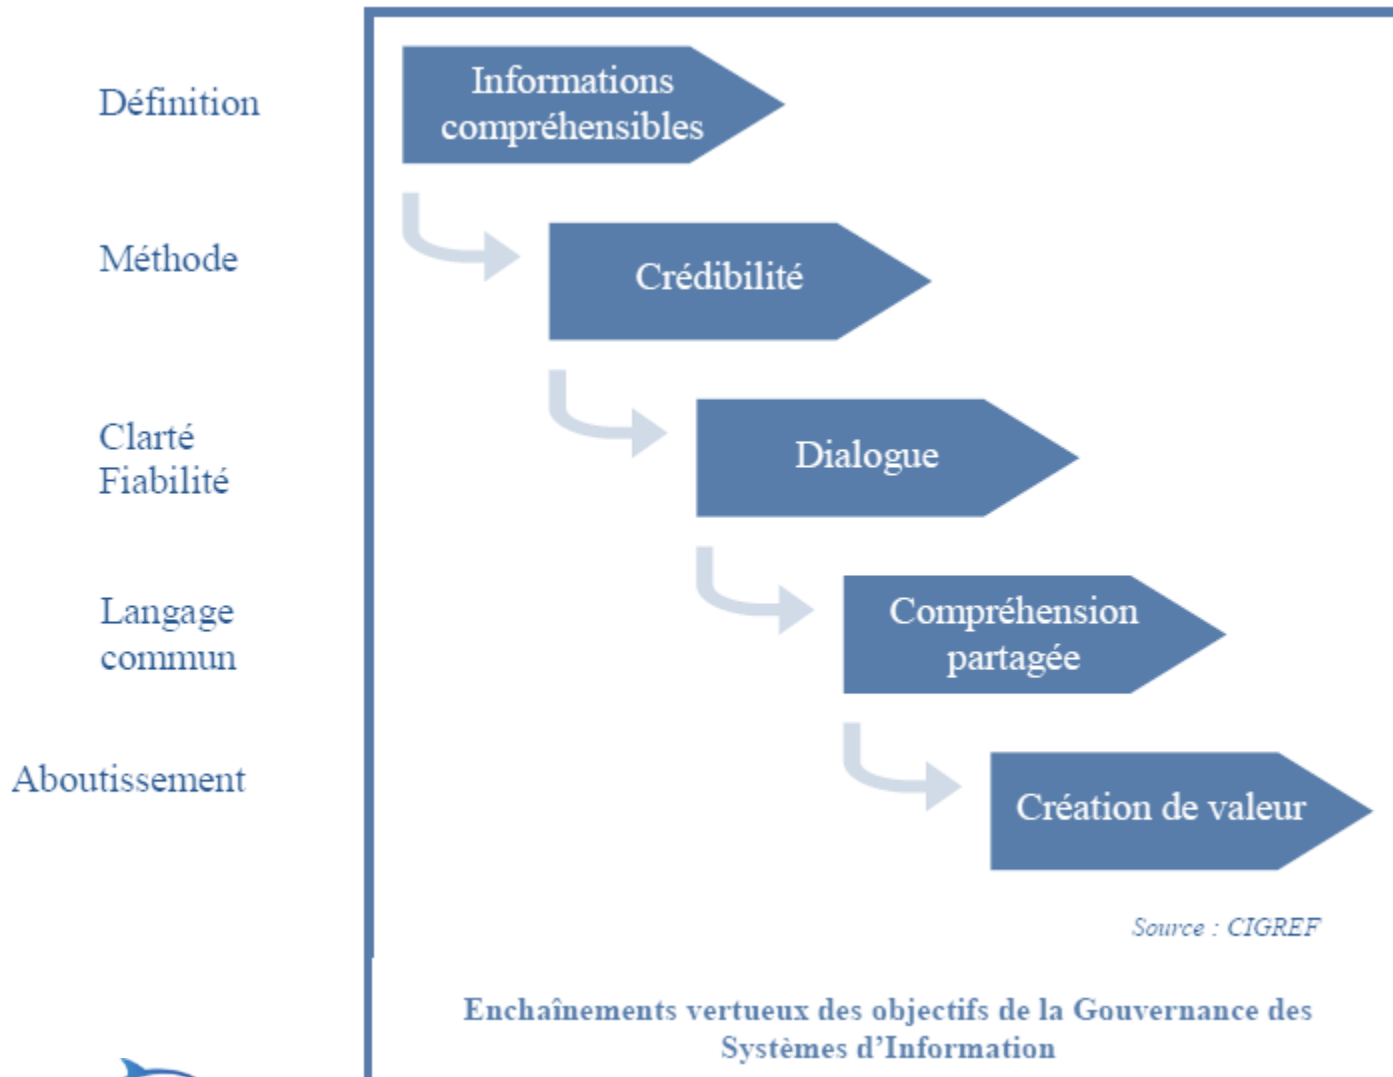 Définition
Informations
compréhensibles
Méthode
Crédibilité
Clarté
Fiabilité
Dialogue
Langage
commun
Compréhension
partagée
Aboutissement
Création de valeur
Source : CIGREF
Enchaînements vertueux des objectifs de la Gouvernance des
Systèmes d’Information